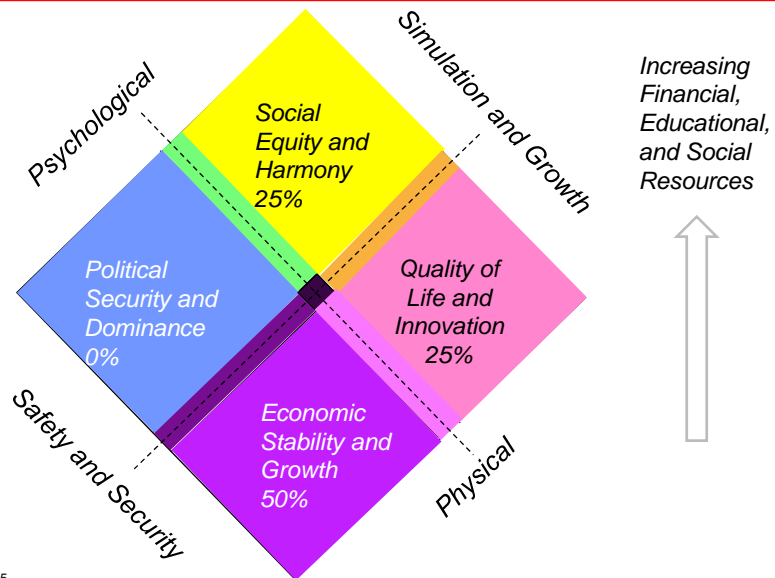 Psychological
Simulation and Growth
Increasing
Financial,
Educational,
and Social
Resources
Social
Equity and
Harmony
25%
Political
Security and
Dominance
0%
Quality of
Life and
Innovation
25%
Economic
Stability and
Growth
50%
Safety and Security
Physical
5